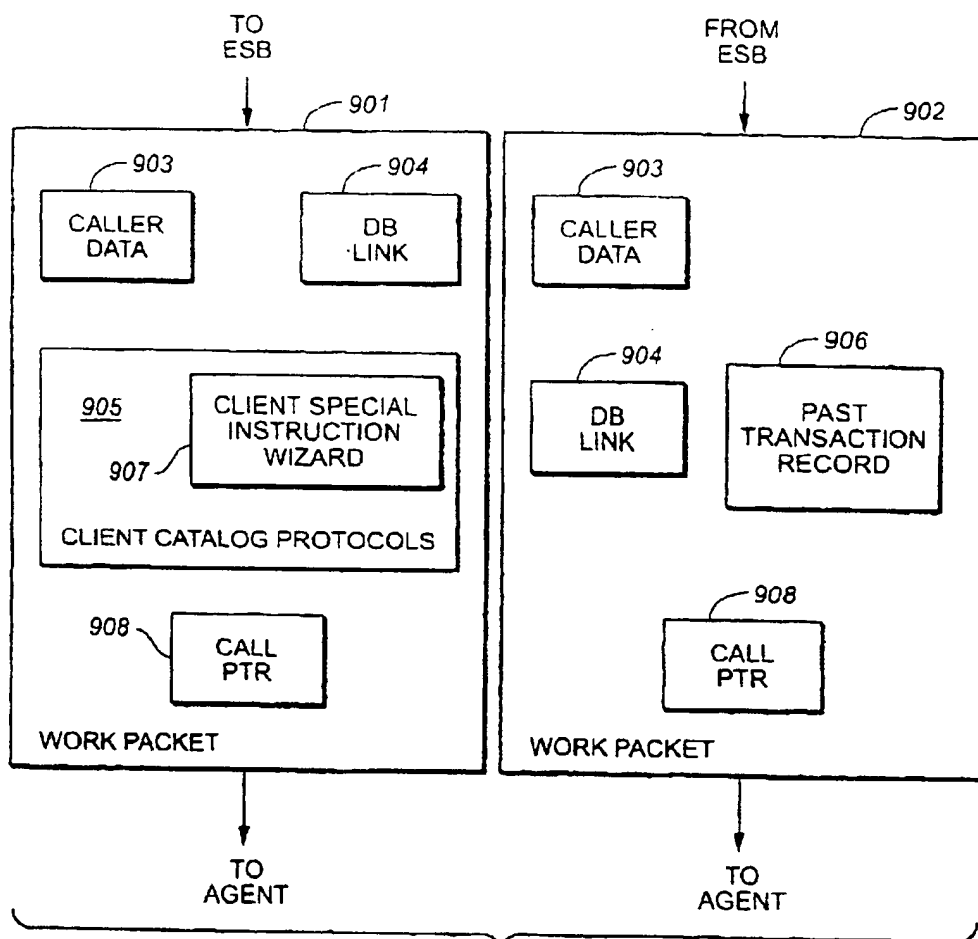 TO
ESB
901
903
CALLER
DATA
904
DB
LINK
905
CLIENT SPECIAL
INSTRUCTION
WIZARD
907
CLIENT CATALOG PROTOCOLS
908
CALL
PTR
WORK PACKET
TO
AGENT
FROM
ESB
902
903
CALLER
DATA
904
DB
LINK
906
PAST
TRANSACTION
RECORD
908
CALL
PTR
WORK PACKET
TO
AGENT